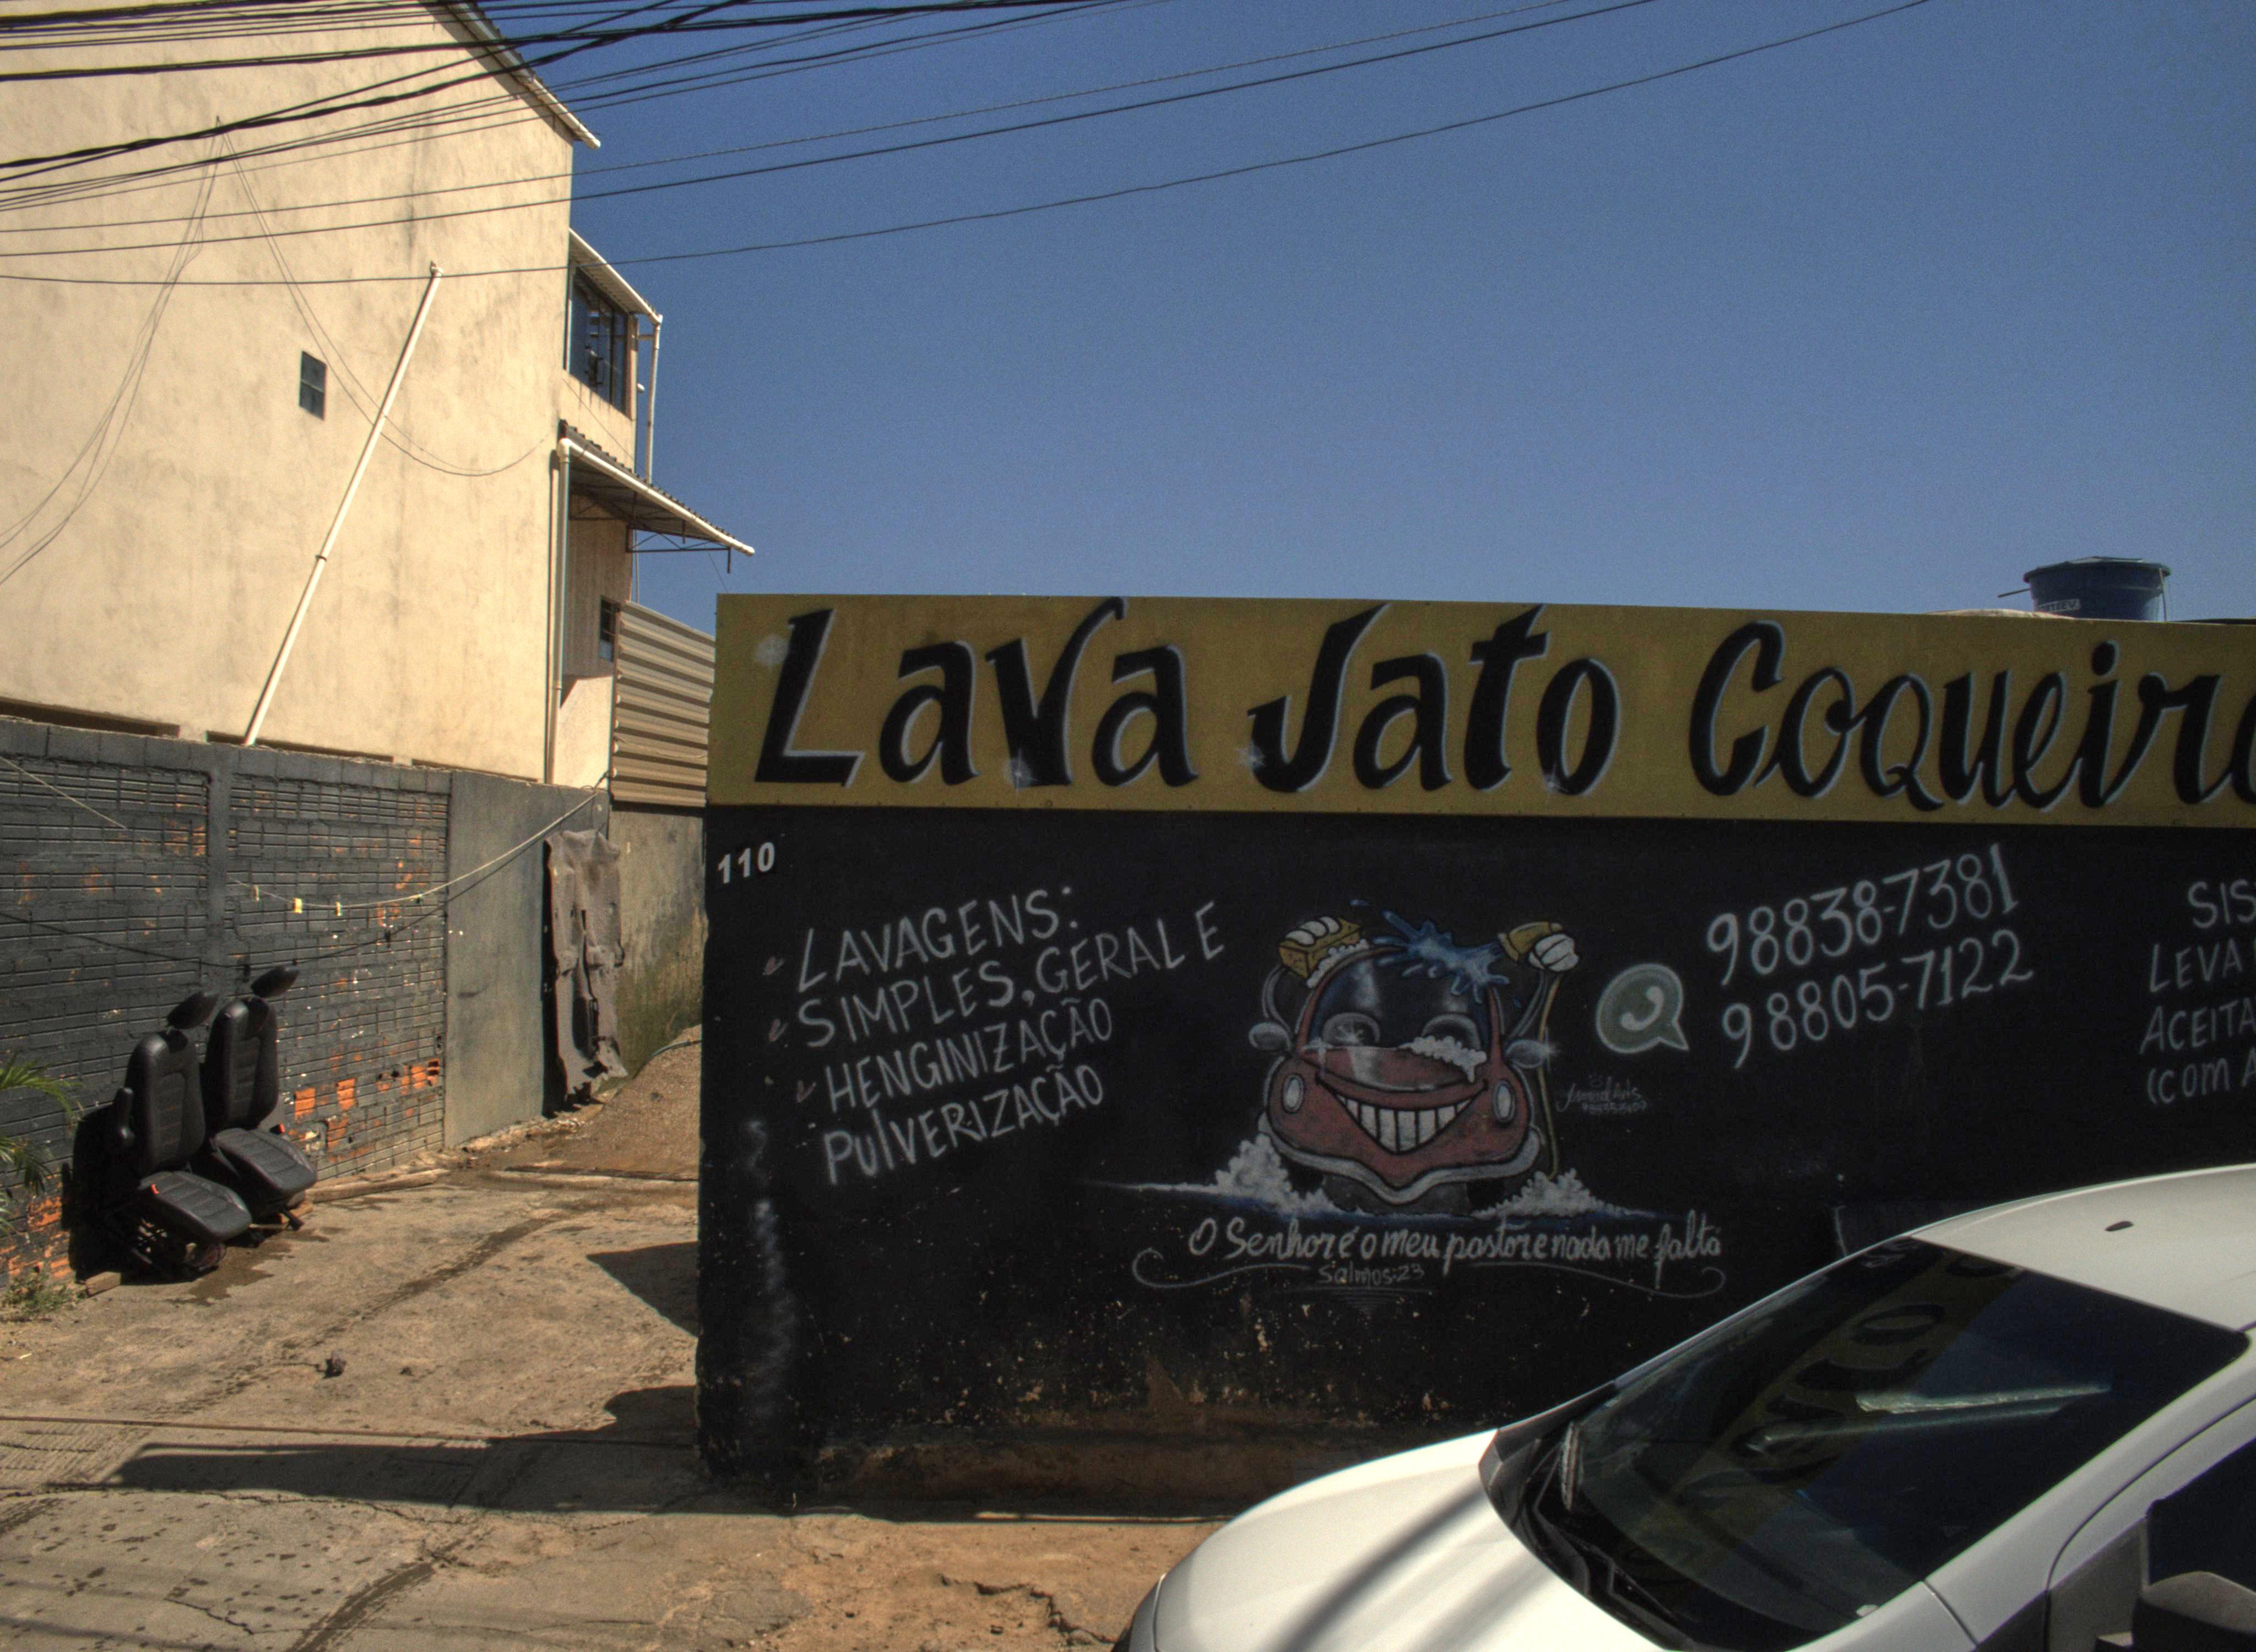 Lava Jato Coqueiro
110
LAVAGENS:
SIMPLES, GERAL E
HENGINIZAÇÃO
PULVERIZAÇÃO
98838-7381
98805-7122
SIS
LEVA
ACEITA
(COM A
O Senhor é o meu pastor e nada me falta
Salmos:23